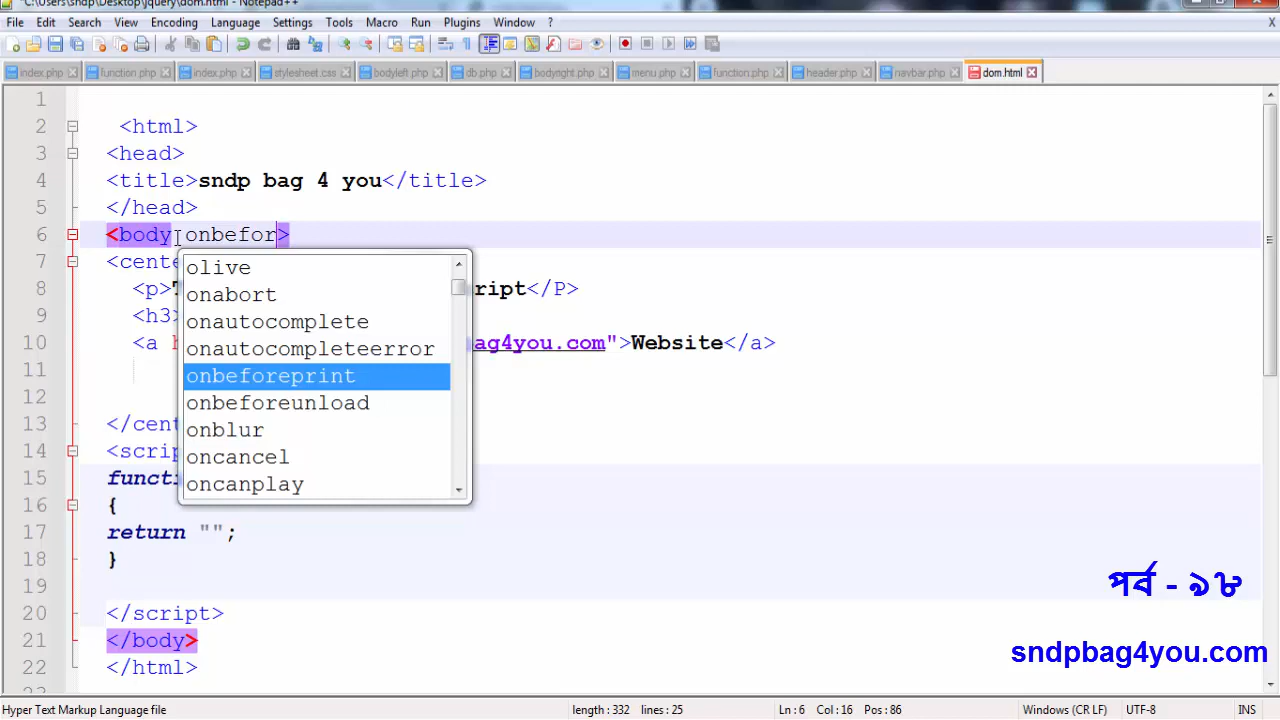 *C:\Users\sndp\Desktop\jquery\dom.html - Notepad++
File Edit Search View Encoding Language Settings Tools Macro Run Plugins Window ? X
index.php function.php index.php stylesheet.css bodyleft.php db.php bodyright.php menu.php function.php header.php navbar.php dom.html
1
2 <html>
3 <head>
4 <title>sndp bag 4 you</title>
5 </head>
6 <body onbefor>
7 <cente
8 <p> ript</P>
9 <h3>
10 <a h ag4you.com">Website</a>
11
12
13 </cent
14 <scrip
15 functi
16 {
17 return "";
18 }
19
20 </script>
21 </body>
22 </html>
23
olive
onabort
onautocomplete
onautocompleteerror
onbeforeprint
onbeforeunload
onblur
oncancel
oncanplay
পর্ব - ৯৮
sndpbag4you.com
Hyper Text Markup Language file length : 332 lines : 25 Ln : 6 Col : 16 Pos : 86 Windows (CR LF) UTF-8 INS